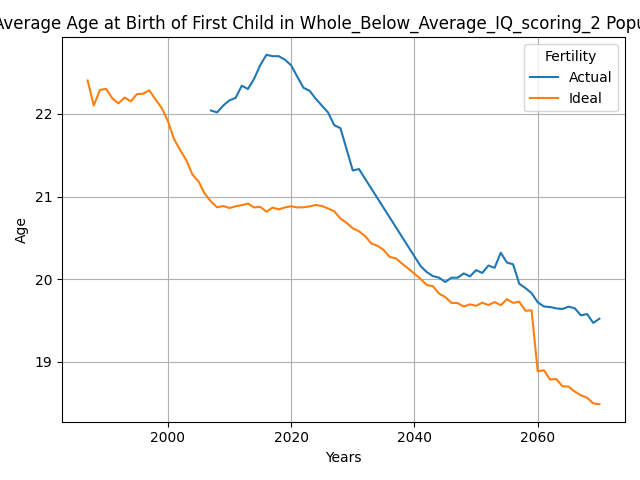 Average Age at Birth of First Child in Whole_Below_Average_IQ_scoring_2 Popu
Fertility
Actual
Ideal
22
21
20
19
Age
2000 2020 2040 2060
Years